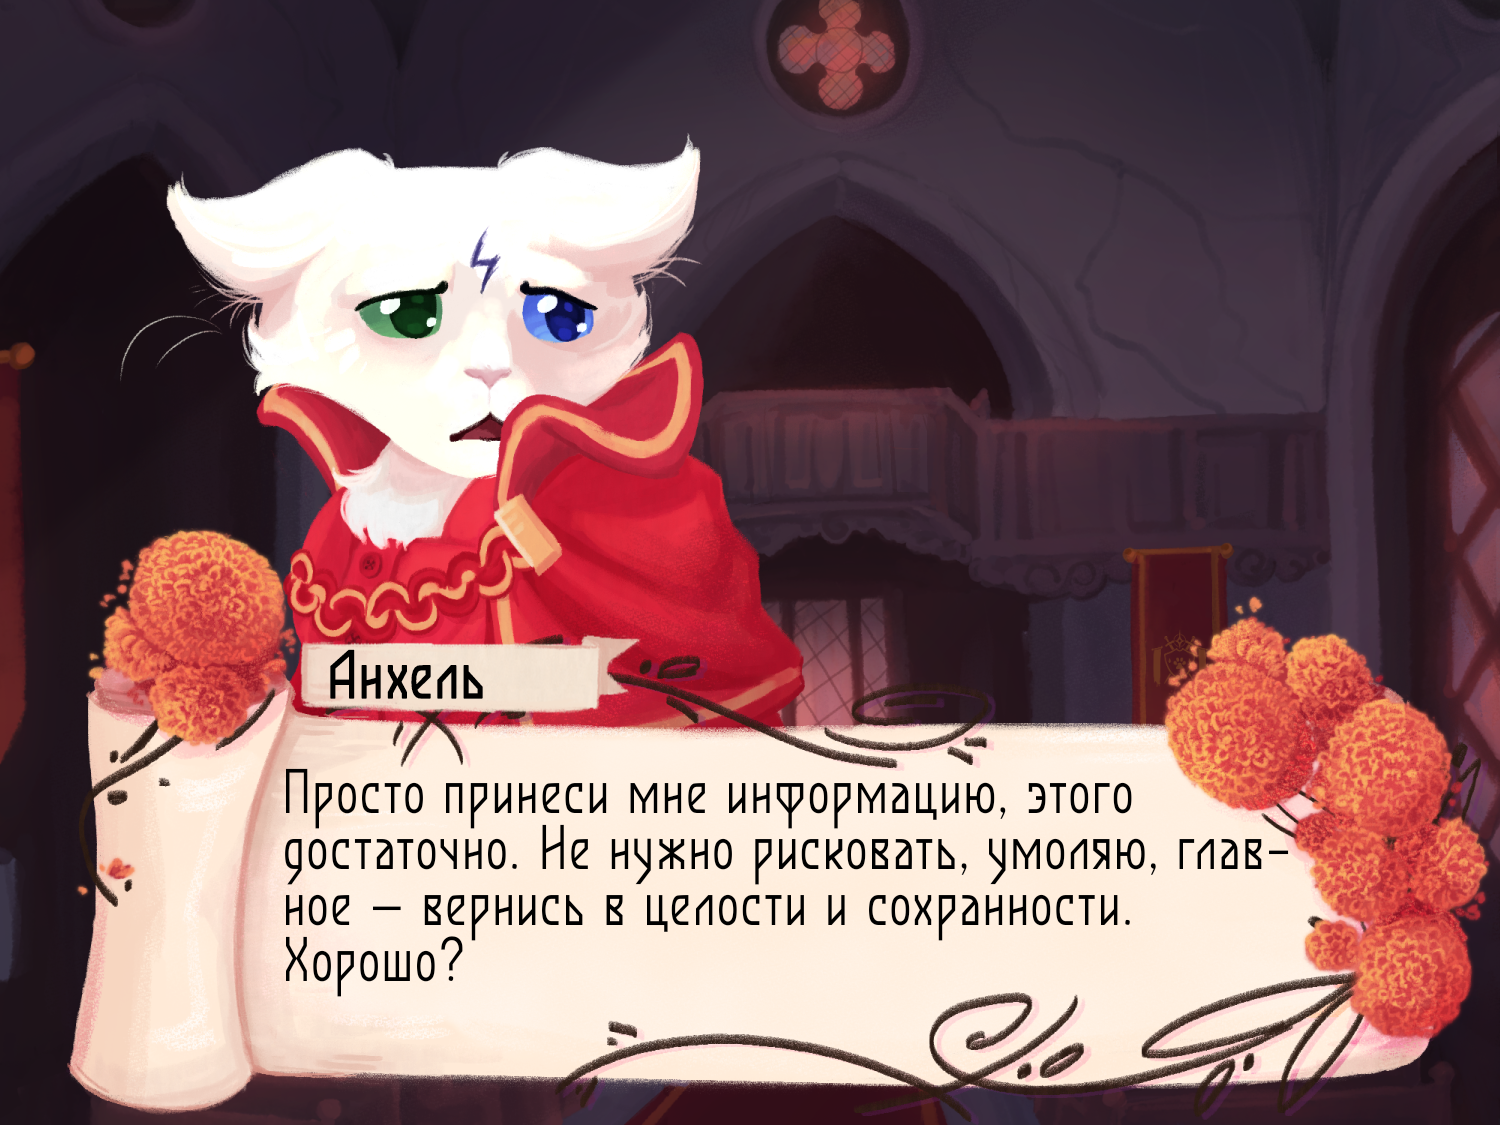 Анхель
Просто принеси мне информацию, этого
достаточно. Не нужно рисковать, умоляю, глав-
ное – вернись в целости и сохранности.
Хорошо?